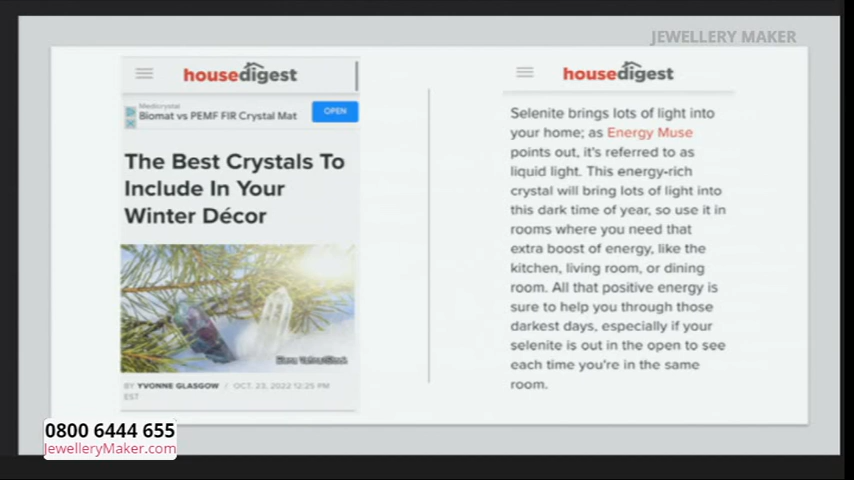 JEWELLERY MAKER
housedigest
Medicrystal
Biomat vs PEMF FIR Crystal Mat
OPEN
The Best Crystals To
Include In Your
Winter Décor
BY YVONNE GLASGOW / OCT. 23, 2022 12:25 PM
EST
housedigest
Selenite brings lots of light into
your home; as Energy Muse
points out, it's referred to as
liquid light. This energy-rich
crystal will bring lots of light into
this dark time of year, so use it in
rooms where you need that
extra boost of energy, like the
kitchen, living room, or dining
room. All that positive energy is
sure to help you through those
darkest days, especially if your
selenite is out in the open to see
each time you're in the same
room.
0800 6444 655
JewelleryMaker.com